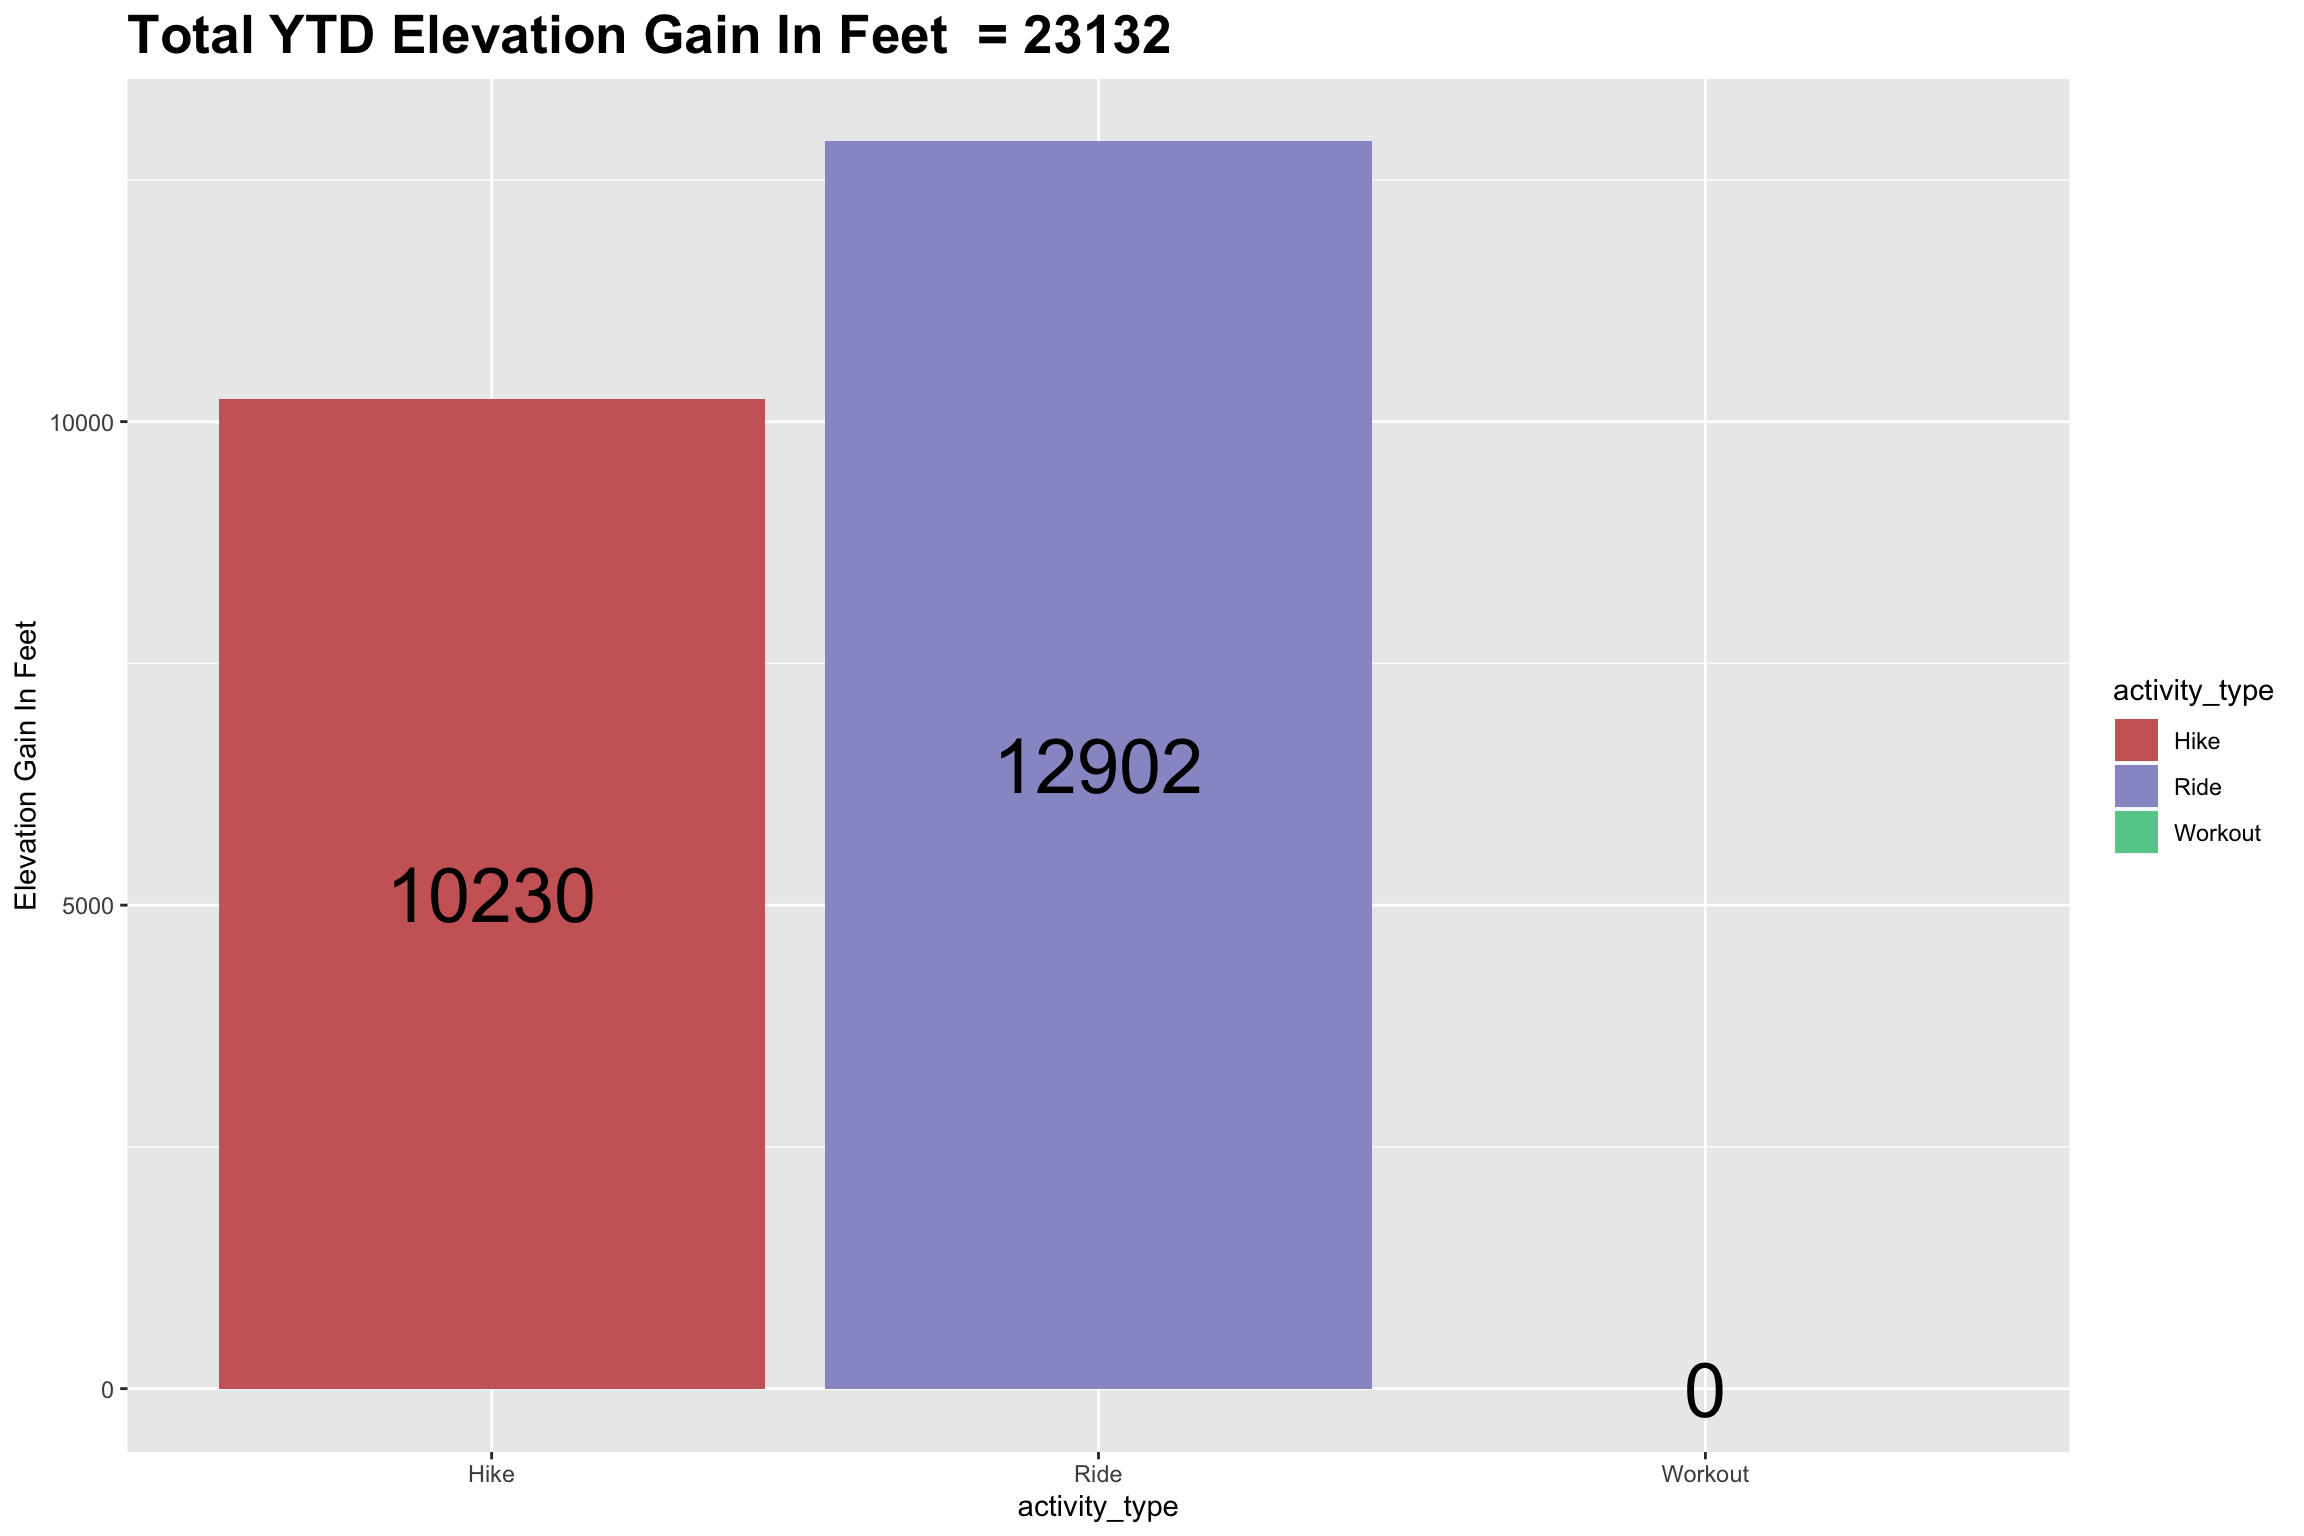 Total YTD Elevation Gain In Feet  = 23132
Elevation Gain In Feet
10000
5000
0
10230
12902
0
Hike
Ride
Workout
activity_type
activity_type
Hike
Ride
Workout